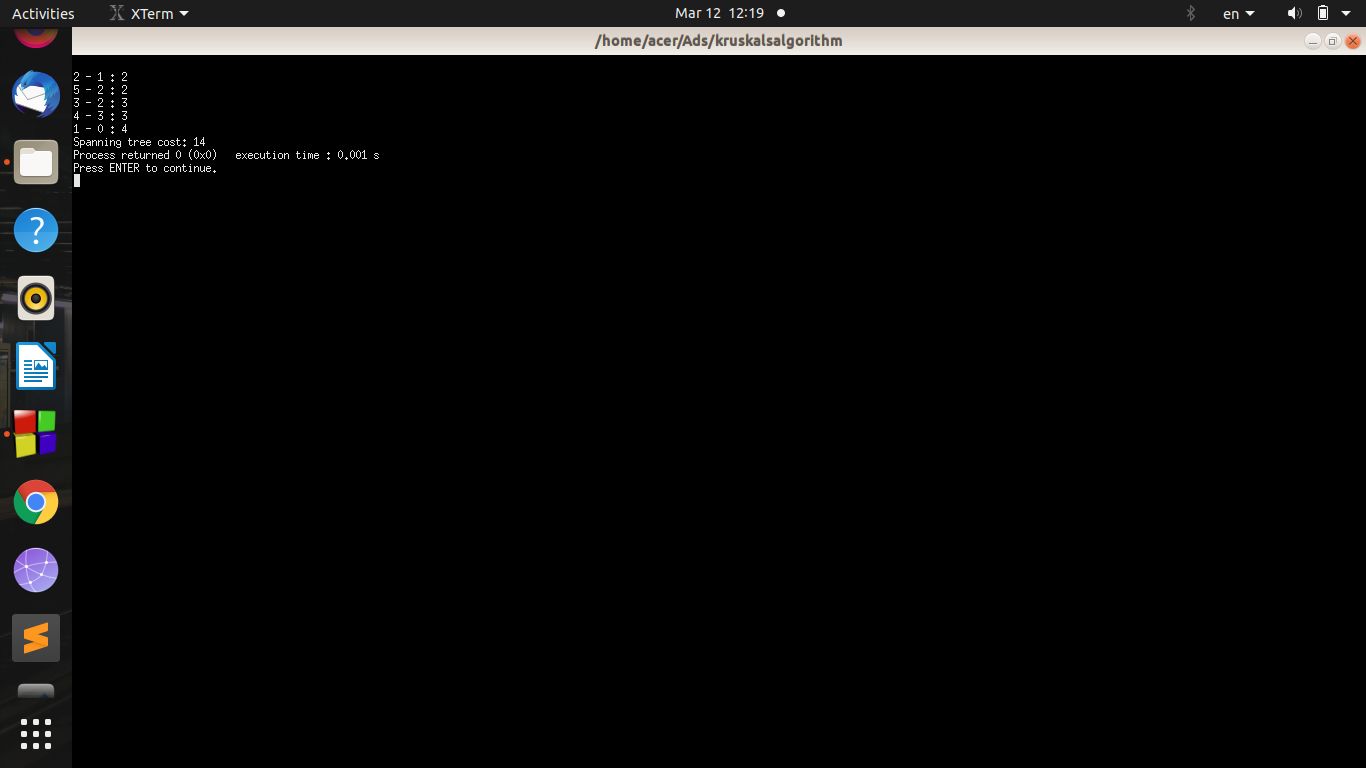 Activities XTerm Mar 12 12:19 en
/home/acer/Ads/kruskalsalgorithm
2 - 1 : 2
5 - 2 : 2
3 - 2 : 3
4 - 3 : 3
1 - 0 : 4
Spanning tree cost: 14
Process returned 0 (0x0)   execution time : 0.001 s
Press ENTER to continue.
?